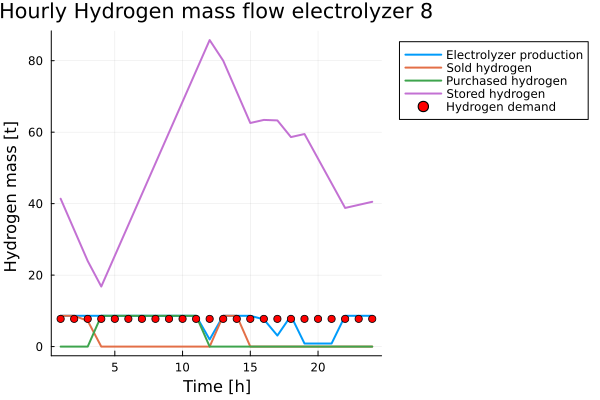 Hourly Hydrogen mass flow electrolyzer 8
Electrolyzer production
Sold hydrogen
Purchased hydrogen
Stored hydrogen
Hydrogen demand
Hydrogen mass [t]
80
60
40
20
0
5 10 15 20
Time [h]